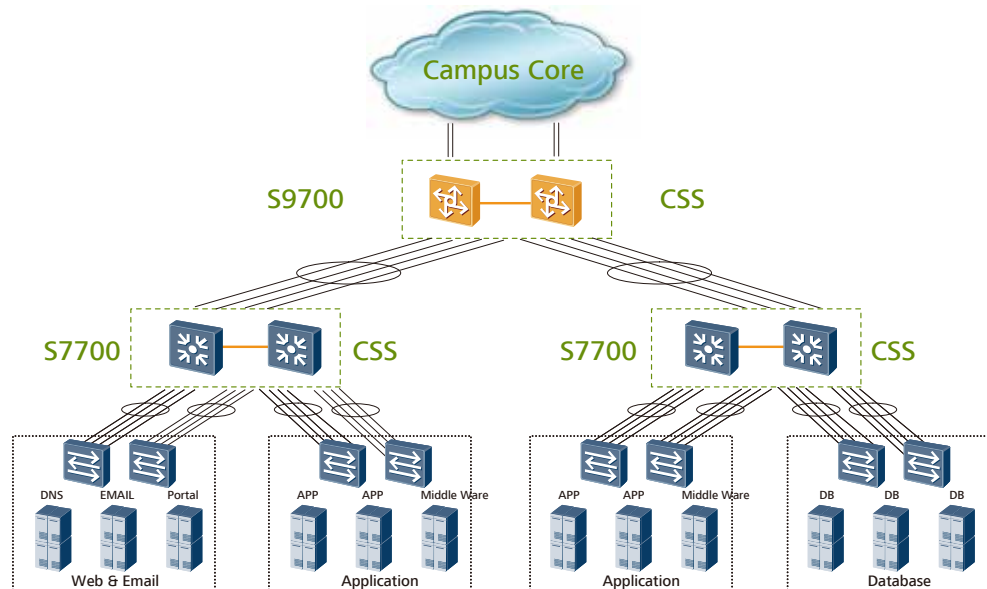 Campus Core
S9700
CSS
S7700
CSS
S7700
CSS
DNS
EMAIL
Portal
APP
APP
Middle Ware
APP
APP
Middle Ware
DB
DB
DB
Web & Email
Application
Application
Database